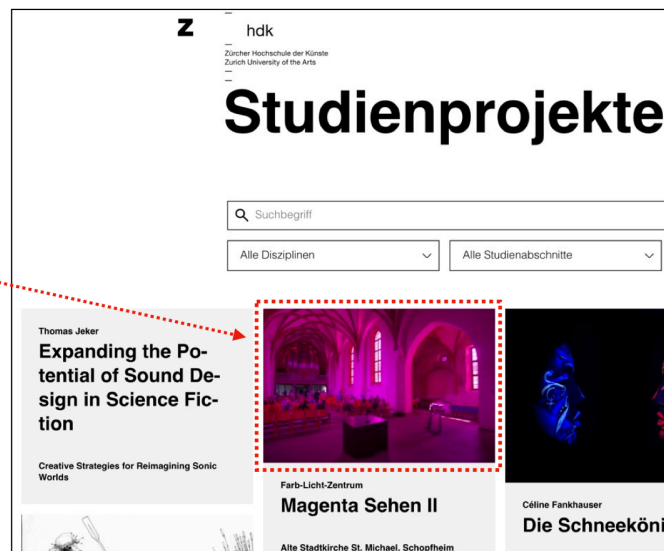 Z
hdk
Zürcher Hochschule der Künste
Zurich University of the Arts
Studienprojekte
Suchbegriff
Alle Disziplinen
Alle Studienabschnitte
Thomas Jeker
Expanding the Po-
tential of Sound De-
sign in Science Fic-
tion
Creative Strategies for Reimagining Sonic
Worlds
Farb-Licht-Zentrum
Magenta Sehen II
Alte Stadtkirche St. Michael, Schopfheim
Céline Fankhauser
Die Schneeköni